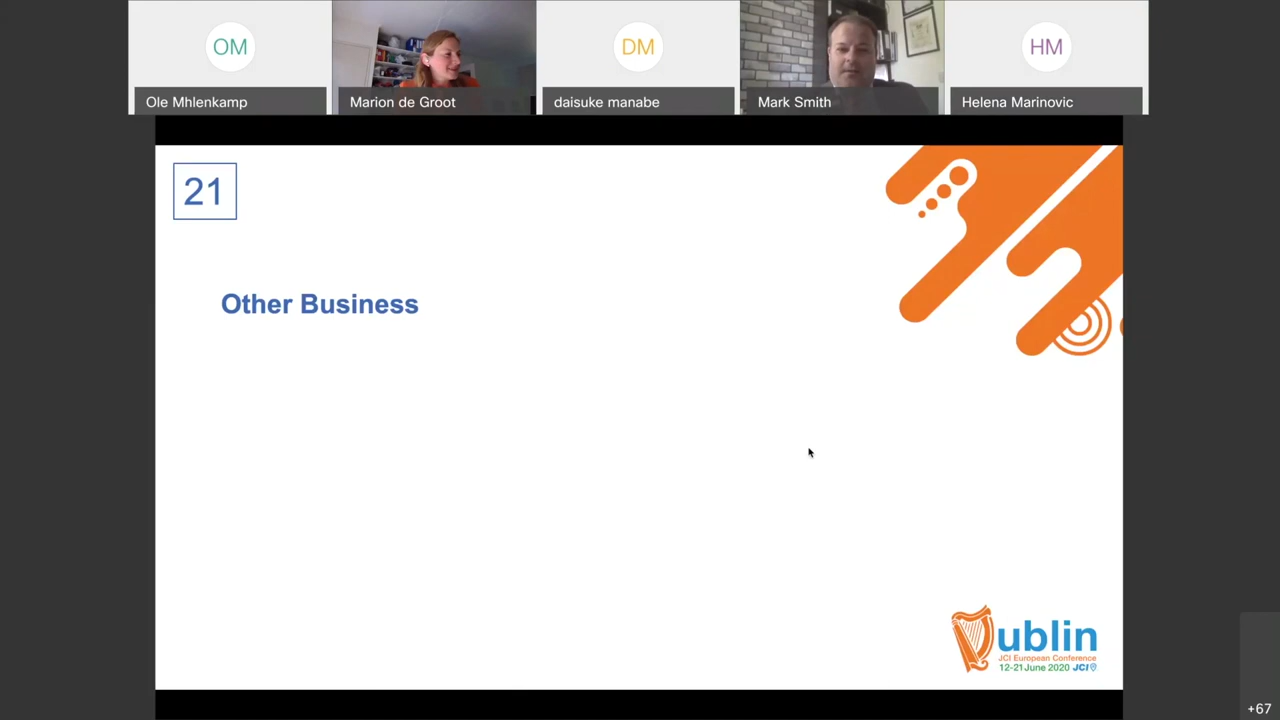 OM
DM
HM
Ole Mhlenkamp
Marion de Groot
daisuke manabe
Mark Smith
Helena Marinovic
21
Other Business
Dublin
JCI European Conference
12-21 June 2020 JCI
+67